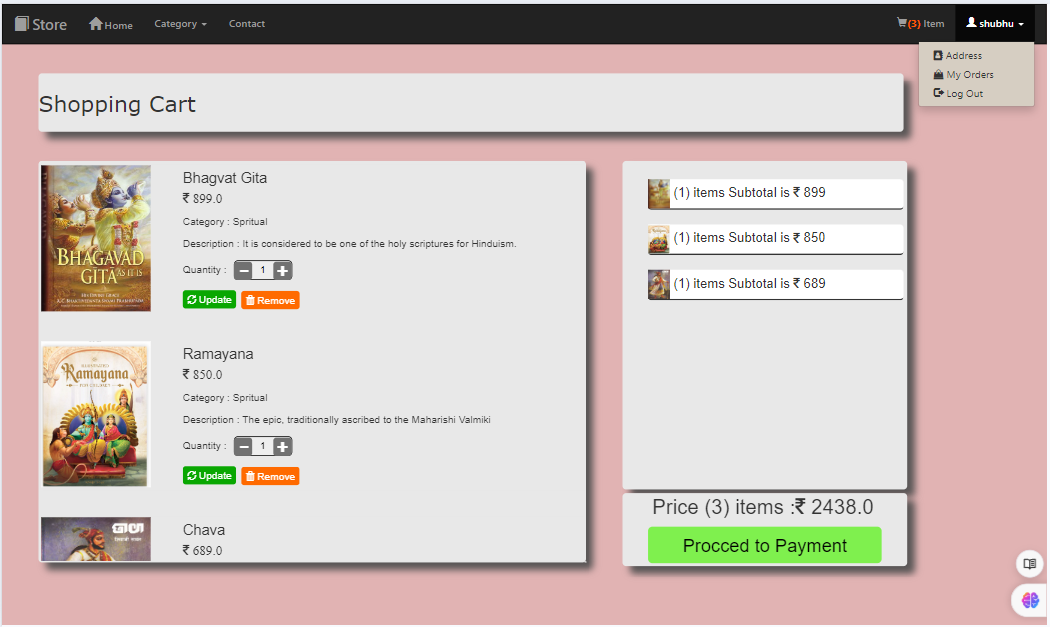 Store Home Category Contact (3) Item shubhu
Address
My Orders
Log Out
Shopping Cart
BHAGAVAD
GITĀ AS IT IS
HIS DIVINE GRACE
A.C. BHAKTIVEDANTA SWAMI PRABHUPADA
Bhagvat Gita
₹ 899.0
Category : Spritual
Description : It is considered to be one of the holy scriptures for Hinduism.
Quantity : 1
Update Remove
Ramayana
Ramayana
₹ 850.0
Category : Spritual
Description : The epic, traditionally ascribed to the Maharishi Valmiki
Quantity : 1
Update Remove
Chava
₹ 689.0
(1) items Subtotal is ₹ 899
(1) items Subtotal is ₹ 850
(1) items Subtotal is ₹ 689
Price (3) items :₹ 2438.0
Procced to Payment